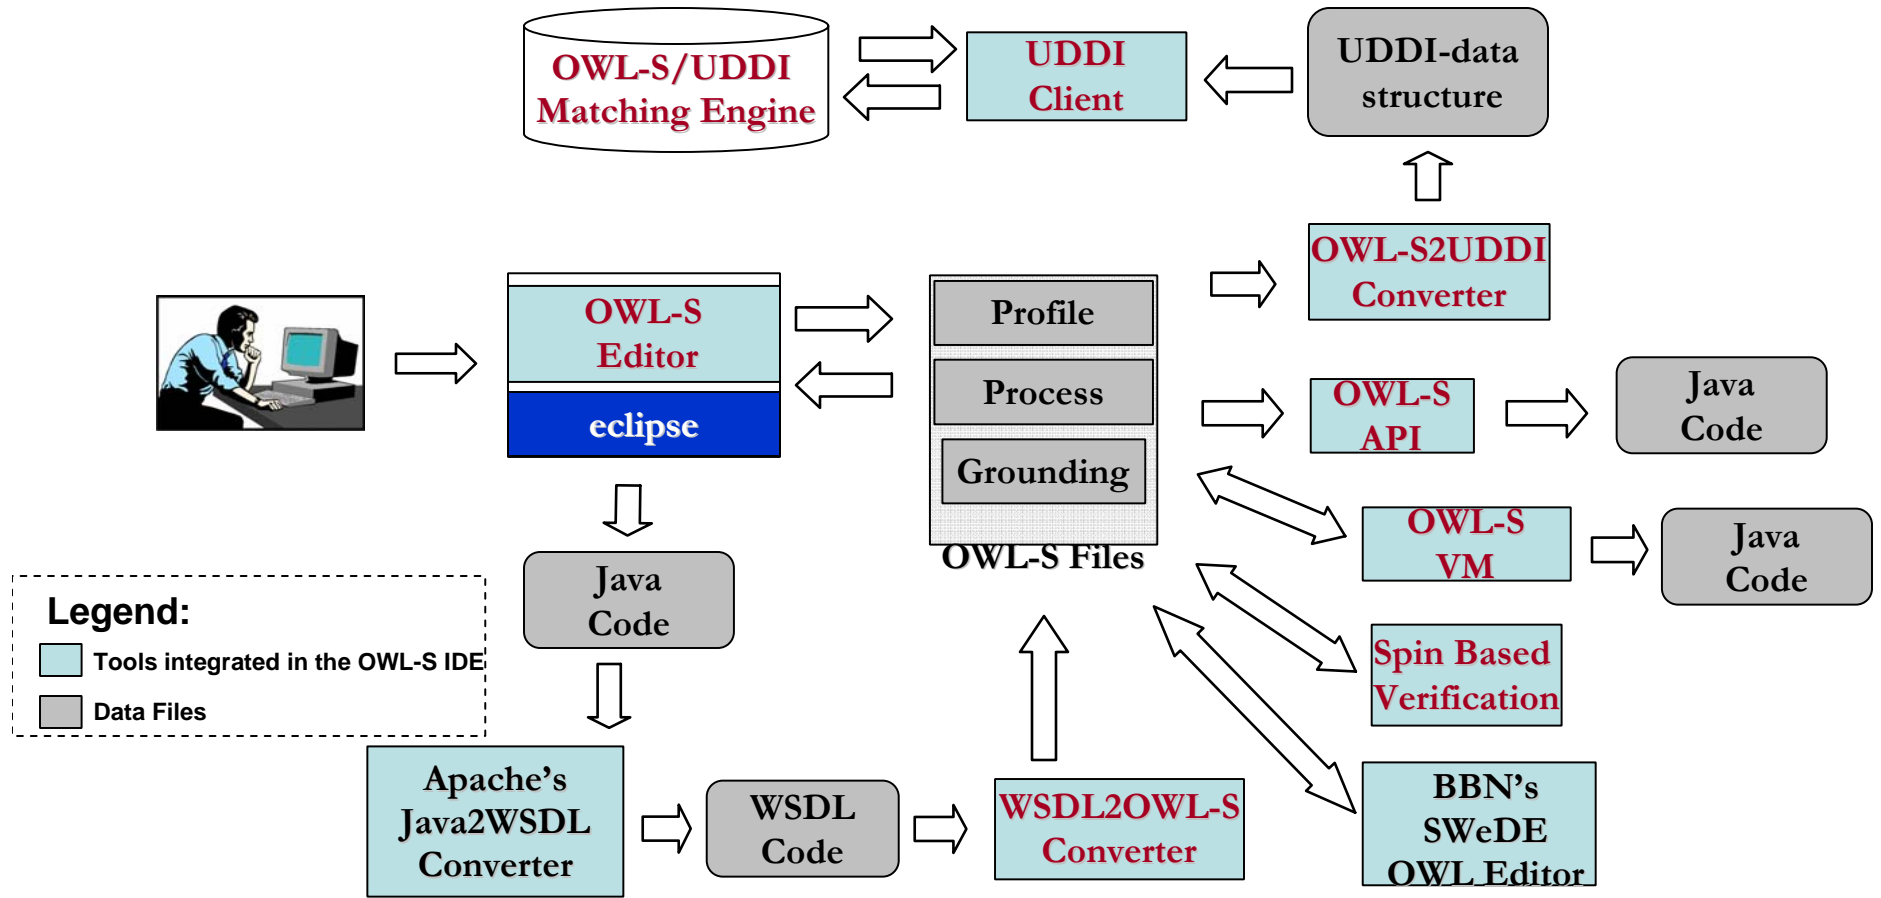 OWL-S/UDDI
Matching Engine
UDDI
Client
UDDI-data
structure
OWL-S2UDDI
Converter
OWL-S
Editor
eclipse
Profile
Process
Grounding
OWL-S Files
OWL-S
API
Java
Code
OWL-S
VM
Java
Code
Java
Code
Legend:
Tools integrated in the OWL-S IDE
Data Files
Spin Based
Verification
Apache's
Java2WSDL
Converter
WSDL
Code
WSDL2OWL-S
Converter
BBN's
SWeDE
OWL Editor